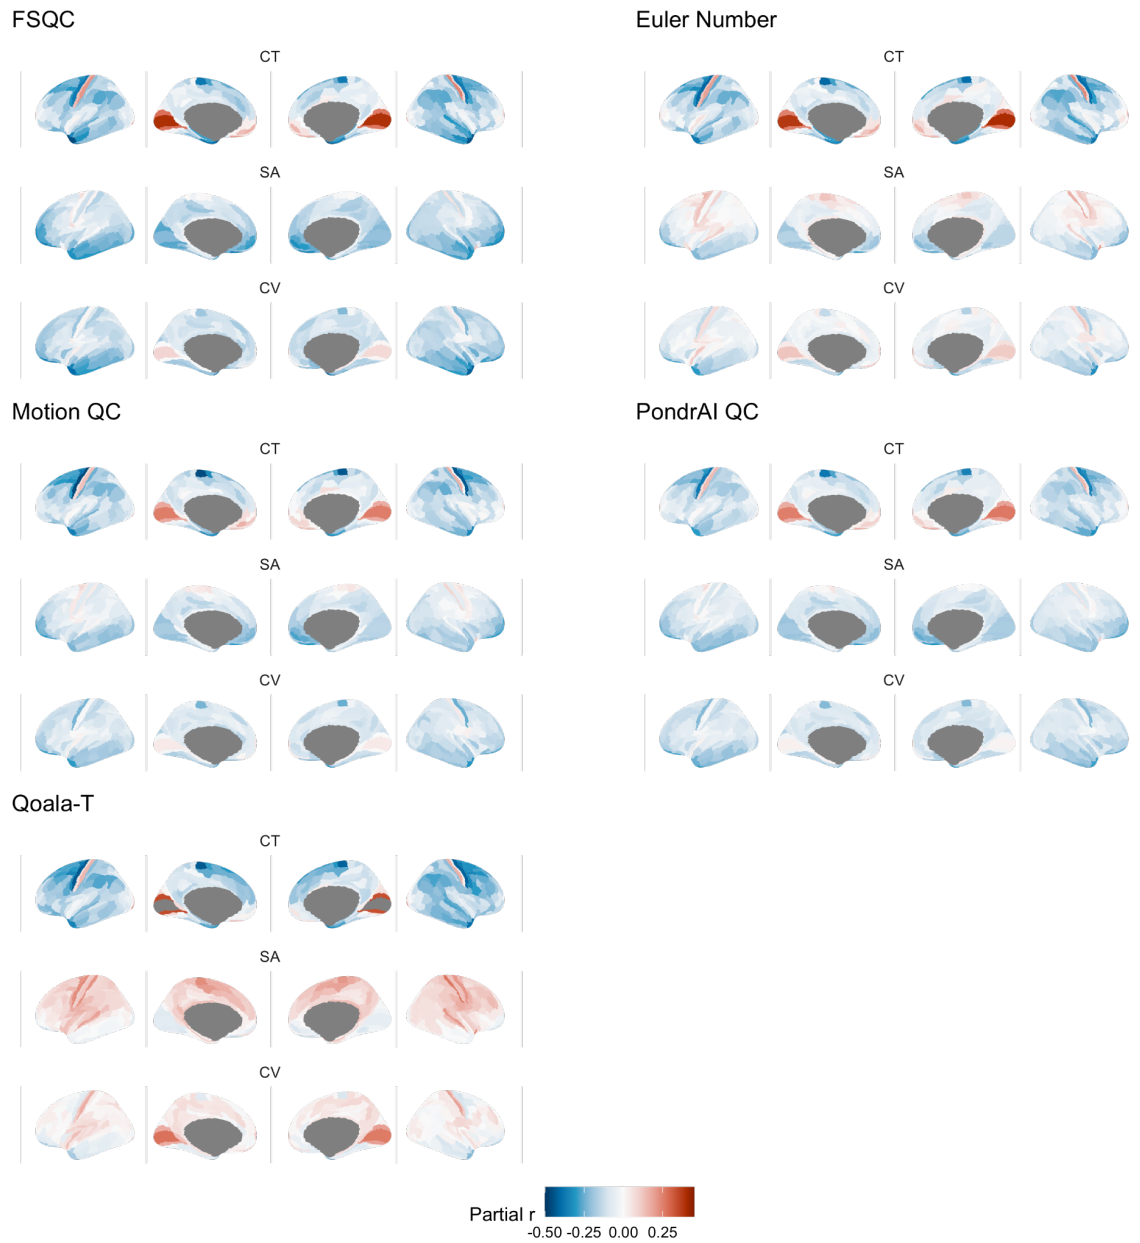 FSQC
CT
SA
CV
Euler Number
CT
SA
CV
Motion QC
CT
SA
CV
PondrAI QC
CT
SA
CV
Qoala-T
CT
SA
CV
Partial r
-0.50 -0.25 0.00 0.25